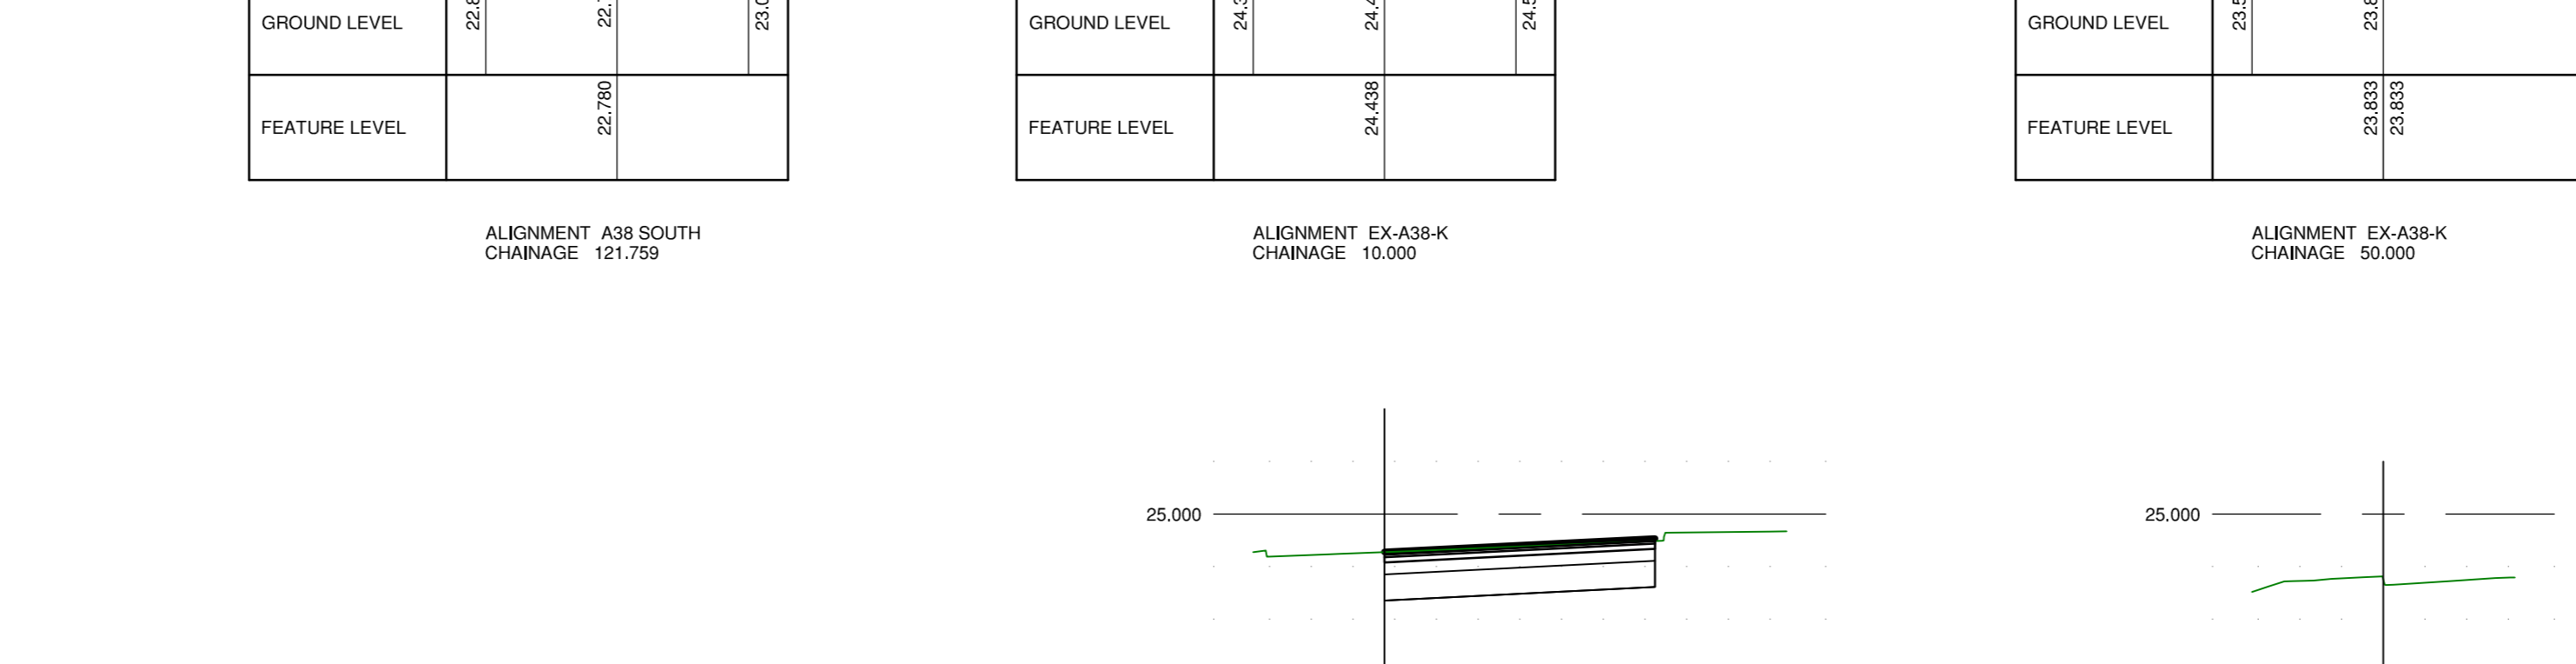 GROUND LEVEL
FEATURE LEVEL
22.780
ALIGNMENT A38 SOUTH
CHAINAGE 121.759
GROUND LEVEL
FEATURE LEVEL
24.438
ALIGNMENT EX-A38-K
CHAINAGE 10.000
GROUND LEVEL
FEATURE LEVEL
23.833
23.833
ALIGNMENT EX-A38-K
CHAINAGE 50.000
25.000
25.000